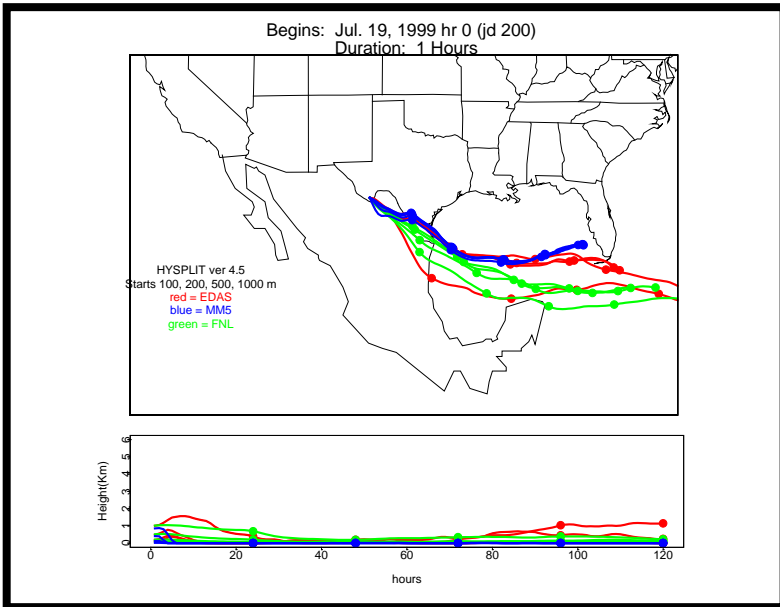 Begins: Jul. 19, 1999 hr 0 (jd 200)
Duration: 1 Hours
HYSPLIT ver 4.5
Starts 100, 200, 500, 1000 m
red = EDAS
blue = MM5
green = FNL
Height(Km)
6
5
4
3
2
1
0
0 20 40 60 80 100 120
hours